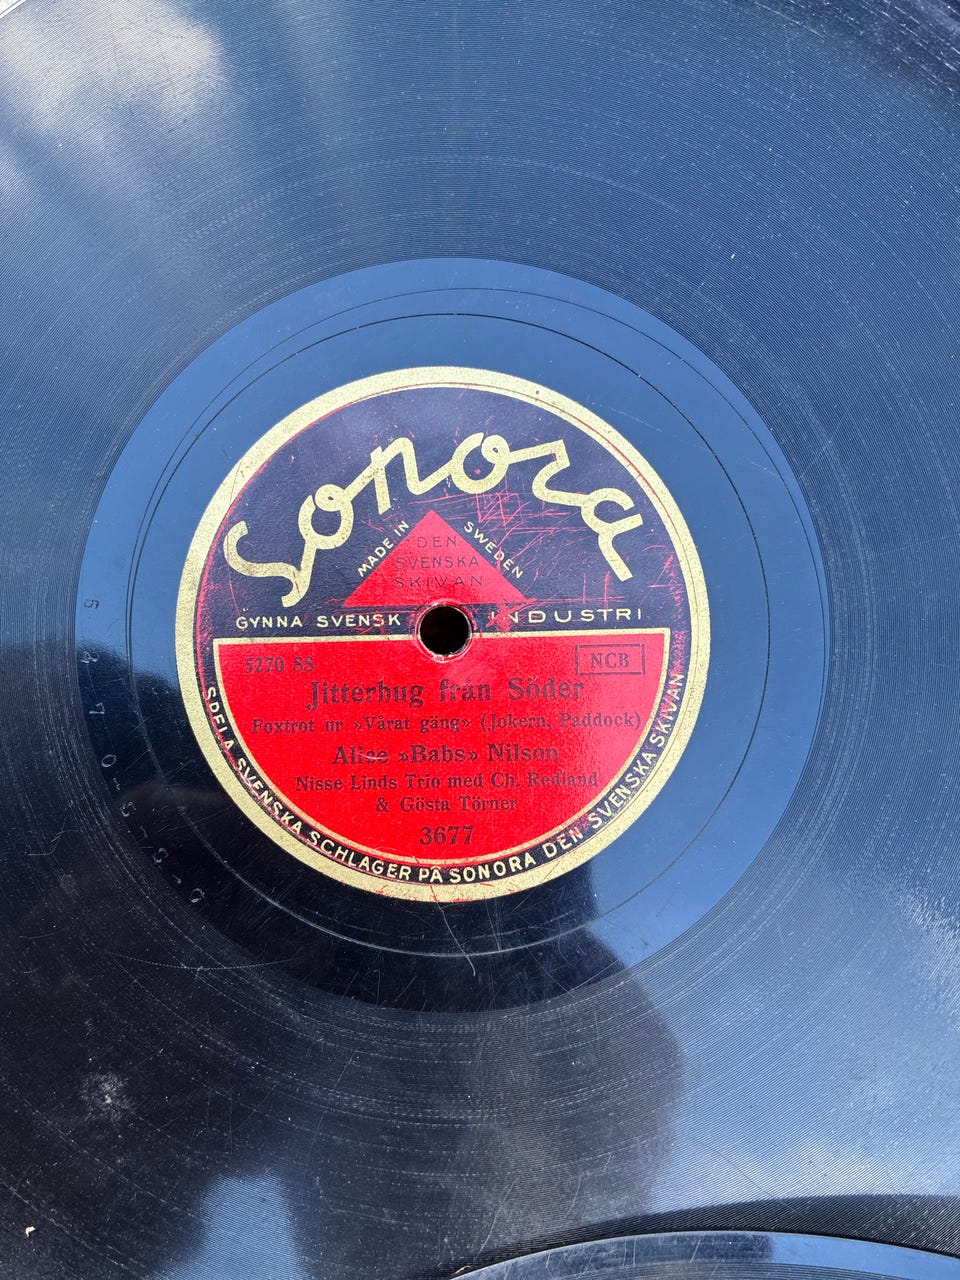 Sonora
MADE IN SWEDEN
DEN
SVENSKA
SKIVAN
GYNNA SVENSK INDUSTRI
5270 SS
NCB
Jitterbug från Söder
Foxtrot ur »Vårat gäng» (Jokern, Paddock)
Alice »Babs» Nilson
Nisse Linds Trio med Ch. Redland
& Gösta Törner
3677
SPELA SVENSKA SCHLAGER PÅ SONORA DEN SVENSKA SKIVAN